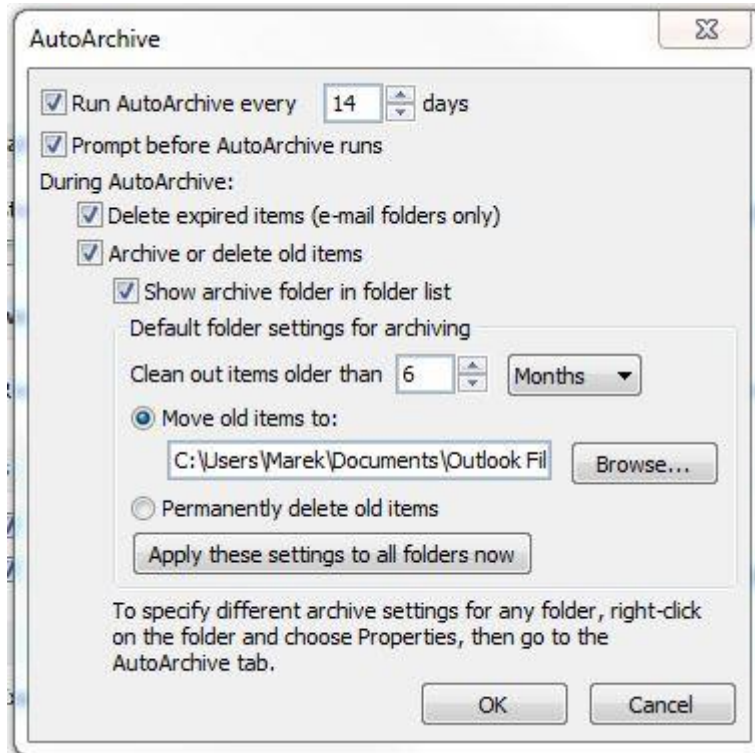 AutoArchive
Run AutoArchive every 14 days
Prompt before AutoArchive runs
During AutoArchive:
Delete expired items (e-mail folders only)
Archive or delete old items
Show archive folder in folder list
Default folder settings for archiving
Clean out items older than 6 Months
Move old items to:
C:\Users\Marek\Documents\Outlook Fil Browse...
Permanently delete old items
Apply these settings to all folders now
To specify different archive settings for any folder, right-click
on the folder and choose Properties, then go to the
AutoArchive tab.
OK Cancel